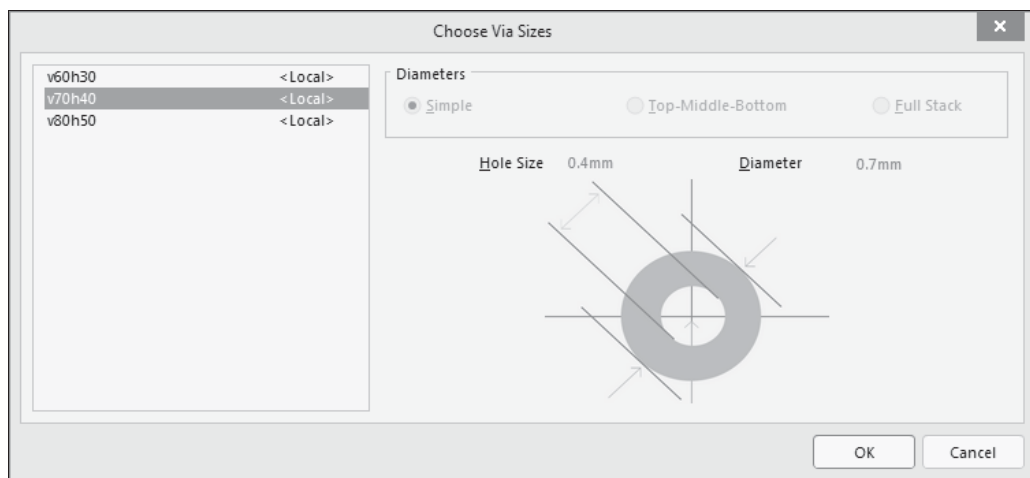 Choose Via Sizes
v60h30 <Local>
v70h40 <Local>
v80h50 <Local>
Diameters
Simple Top-Middle-Bottom Full Stack
Hole Size 0.4mm Diameter 0.7mm
OK Cancel